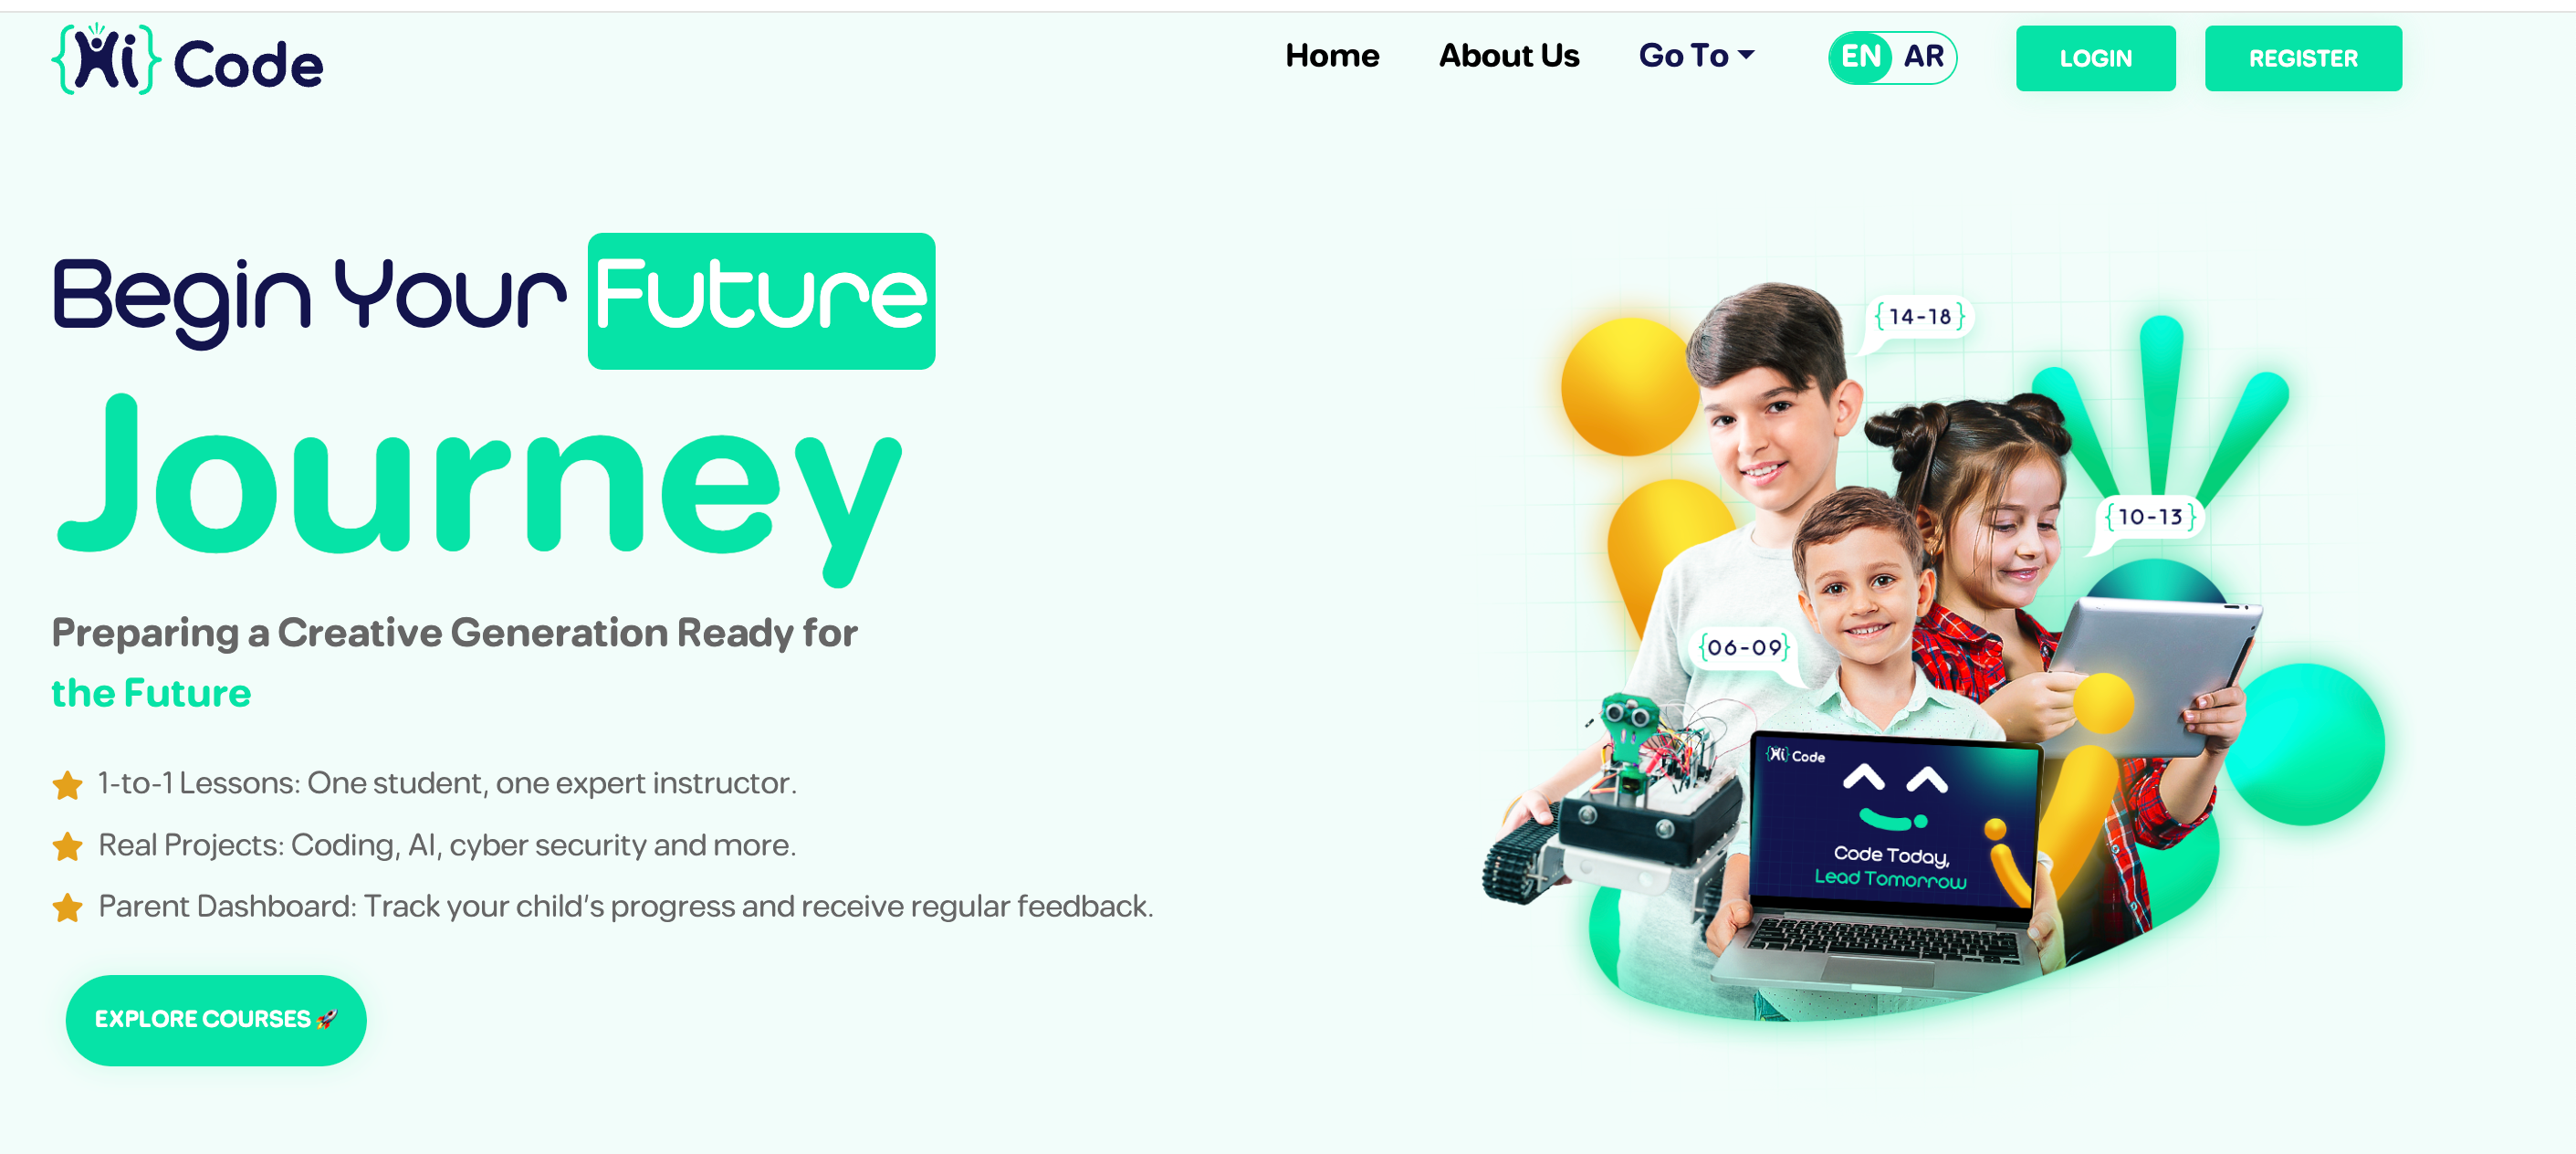 {Hi} Code
Home
About Us
Go To
EN AR
LOGIN
REGISTER
Begin Your Future
Journey
Preparing a Creative Generation Ready for
the Future
1-to-1 Lessons: One student, one expert instructor.
Real Projects: Coding, AI, cyber security and more.
Parent Dashboard: Track your child's progress and receive regular feedback.
EXPLORE COURSES 🚀
{14-18}
{10-13}
{06-09}
{Hi} Code
Code Today,
Lead Tomorrow